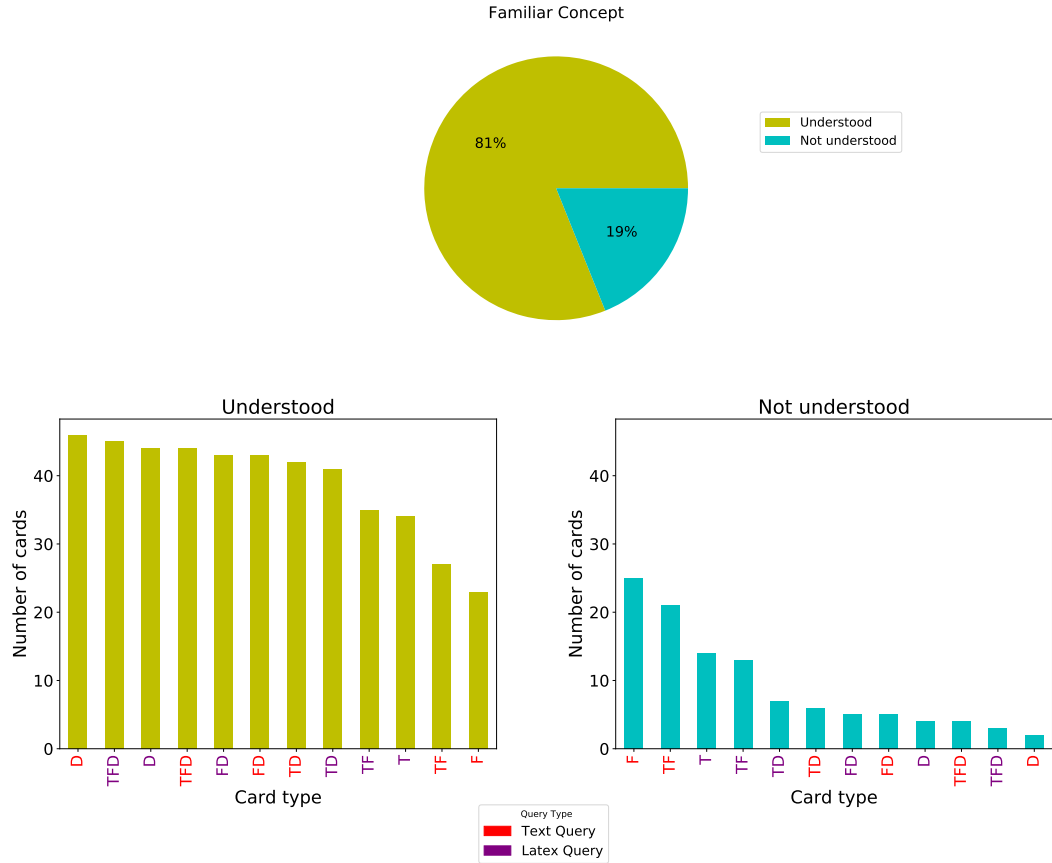 Familiar Concept
81%
19%
Understood
Not understood
Understood
Number of cards
40
30
20
10
0
D TFD D TFD FD FD TD TD TF T TF F
Card type
Not understood
Number of cards
40
30
20
10
0
F TF T TF TD TD FD FD D TFD TFD D
Card type
Query Type
Text Query
Latex Query